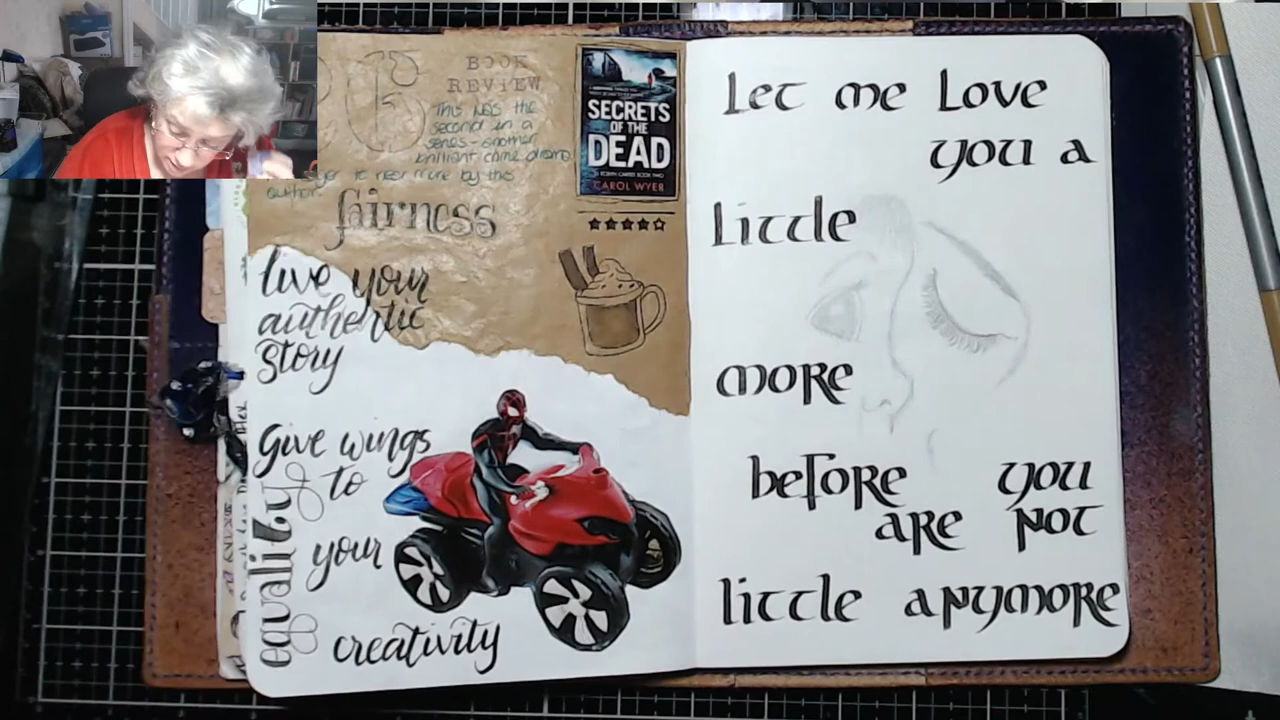 BOOK
REVIEW
This was the
second in a
series - another
brilliant crime drama.
to hear more by this
author.
SECRETS
OF THE
DEAD
CAROL WYER
fairness
live your
authentic
story
Give wings
to
your
creativity
equality
Let me Love
you a
Little
more
before you
are not
little anymore